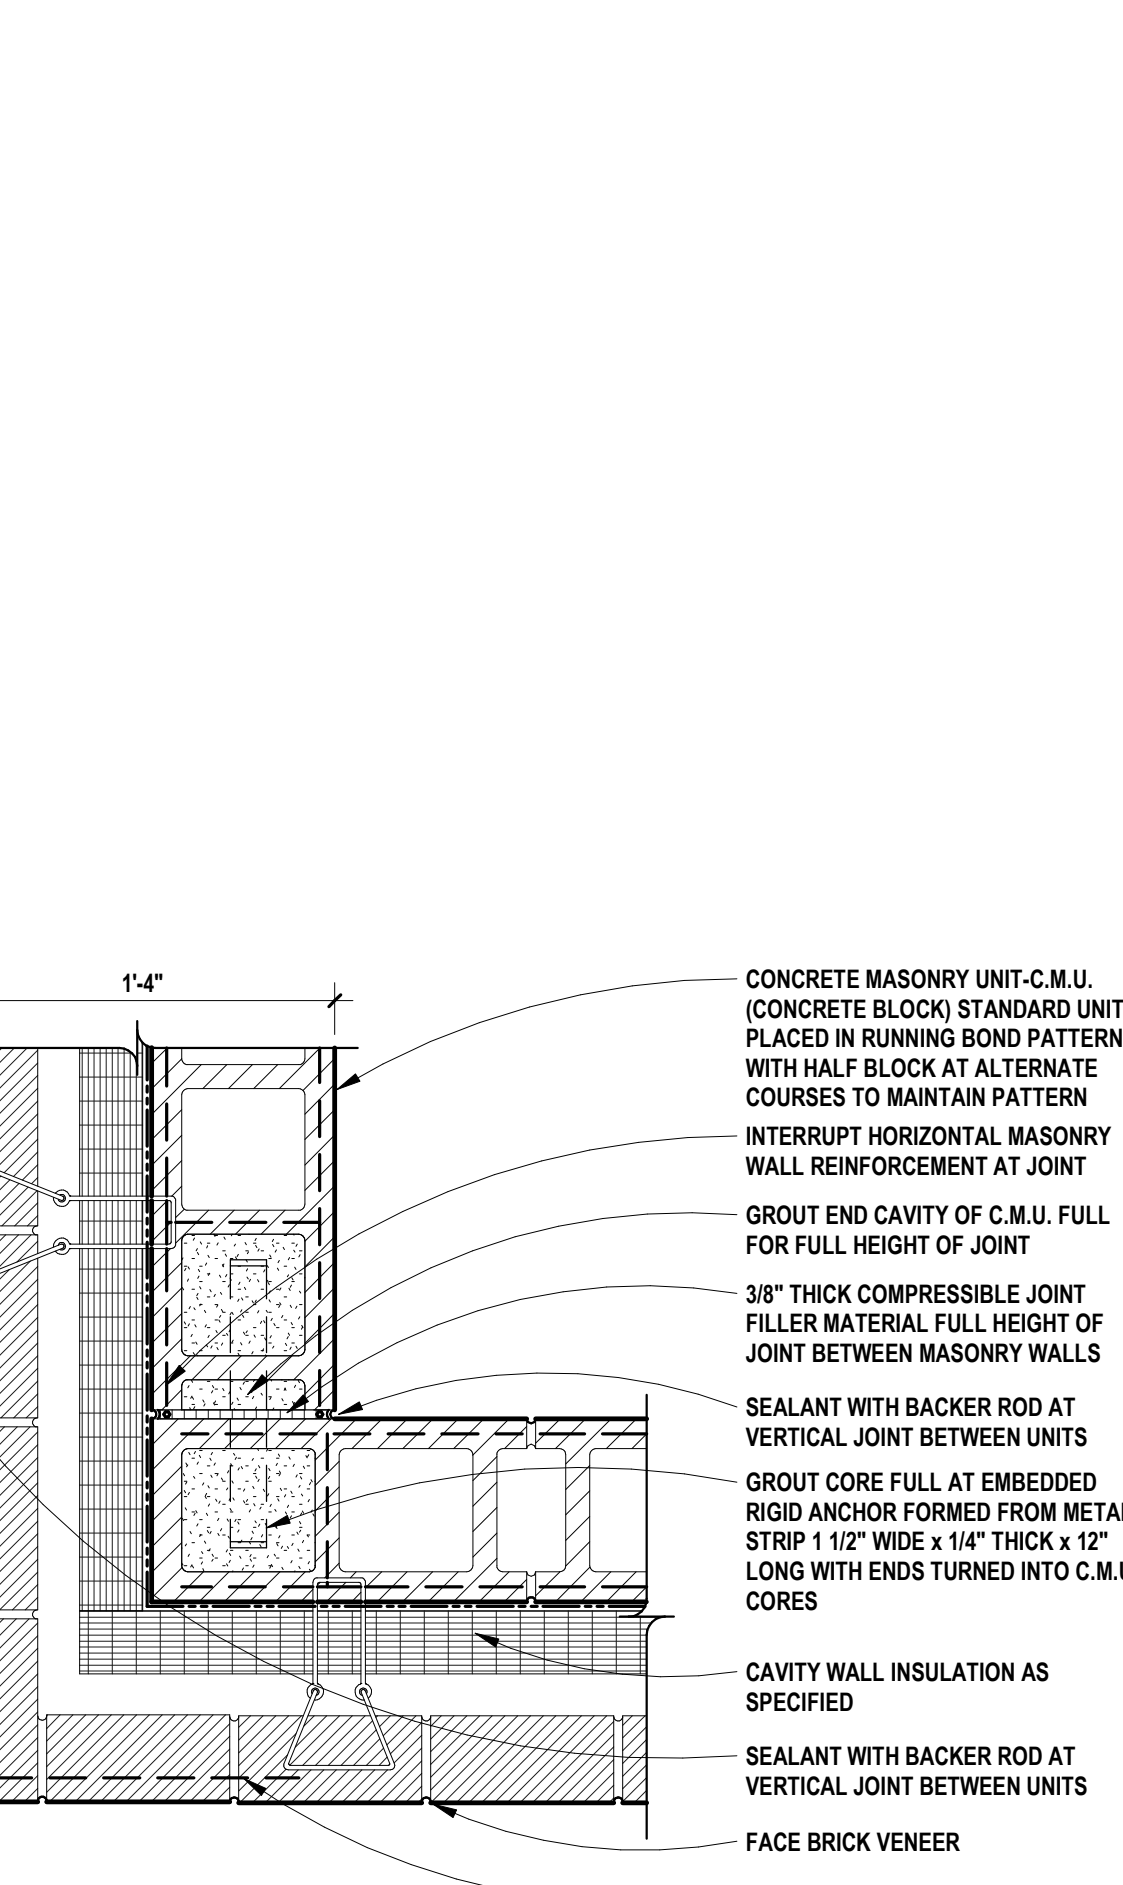 1'-4"
CONCRETE MASONRY UNIT-C.M.U.
(CONCRETE BLOCK) STANDARD UNIT
PLACED IN RUNNING BOND PATTERN
WITH HALF BLOCK AT ALTERNATE
COURSES TO MAINTAIN PATTERN
INTERRUPT HORIZONTAL MASONRY
WALL REINFORCEMENT AT JOINT
GROUT END CAVITY OF C.M.U. FULL
FOR FULL HEIGHT OF JOINT
3/8" THICK COMPRESSIBLE JOINT
FILLER MATERIAL FULL HEIGHT OF
JOINT BETWEEN MASONRY WALLS
SEALANT WITH BACKER ROD AT
VERTICAL JOINT BETWEEN UNITS
GROUT CORE FULL AT EMBEDDED
RIGID ANCHOR FORMED FROM
STRIP 1 1/2" WIDE x 1/4" THICK x 12"
LONG WITH ENDS TURNED INTO
CORES
CAVITY WALL INSULATION AS
SPECIFIED
SEALANT WITH BACKER ROD AT
VERTICAL JOINT BETWEEN UNITS
FACE BRICK VENEER